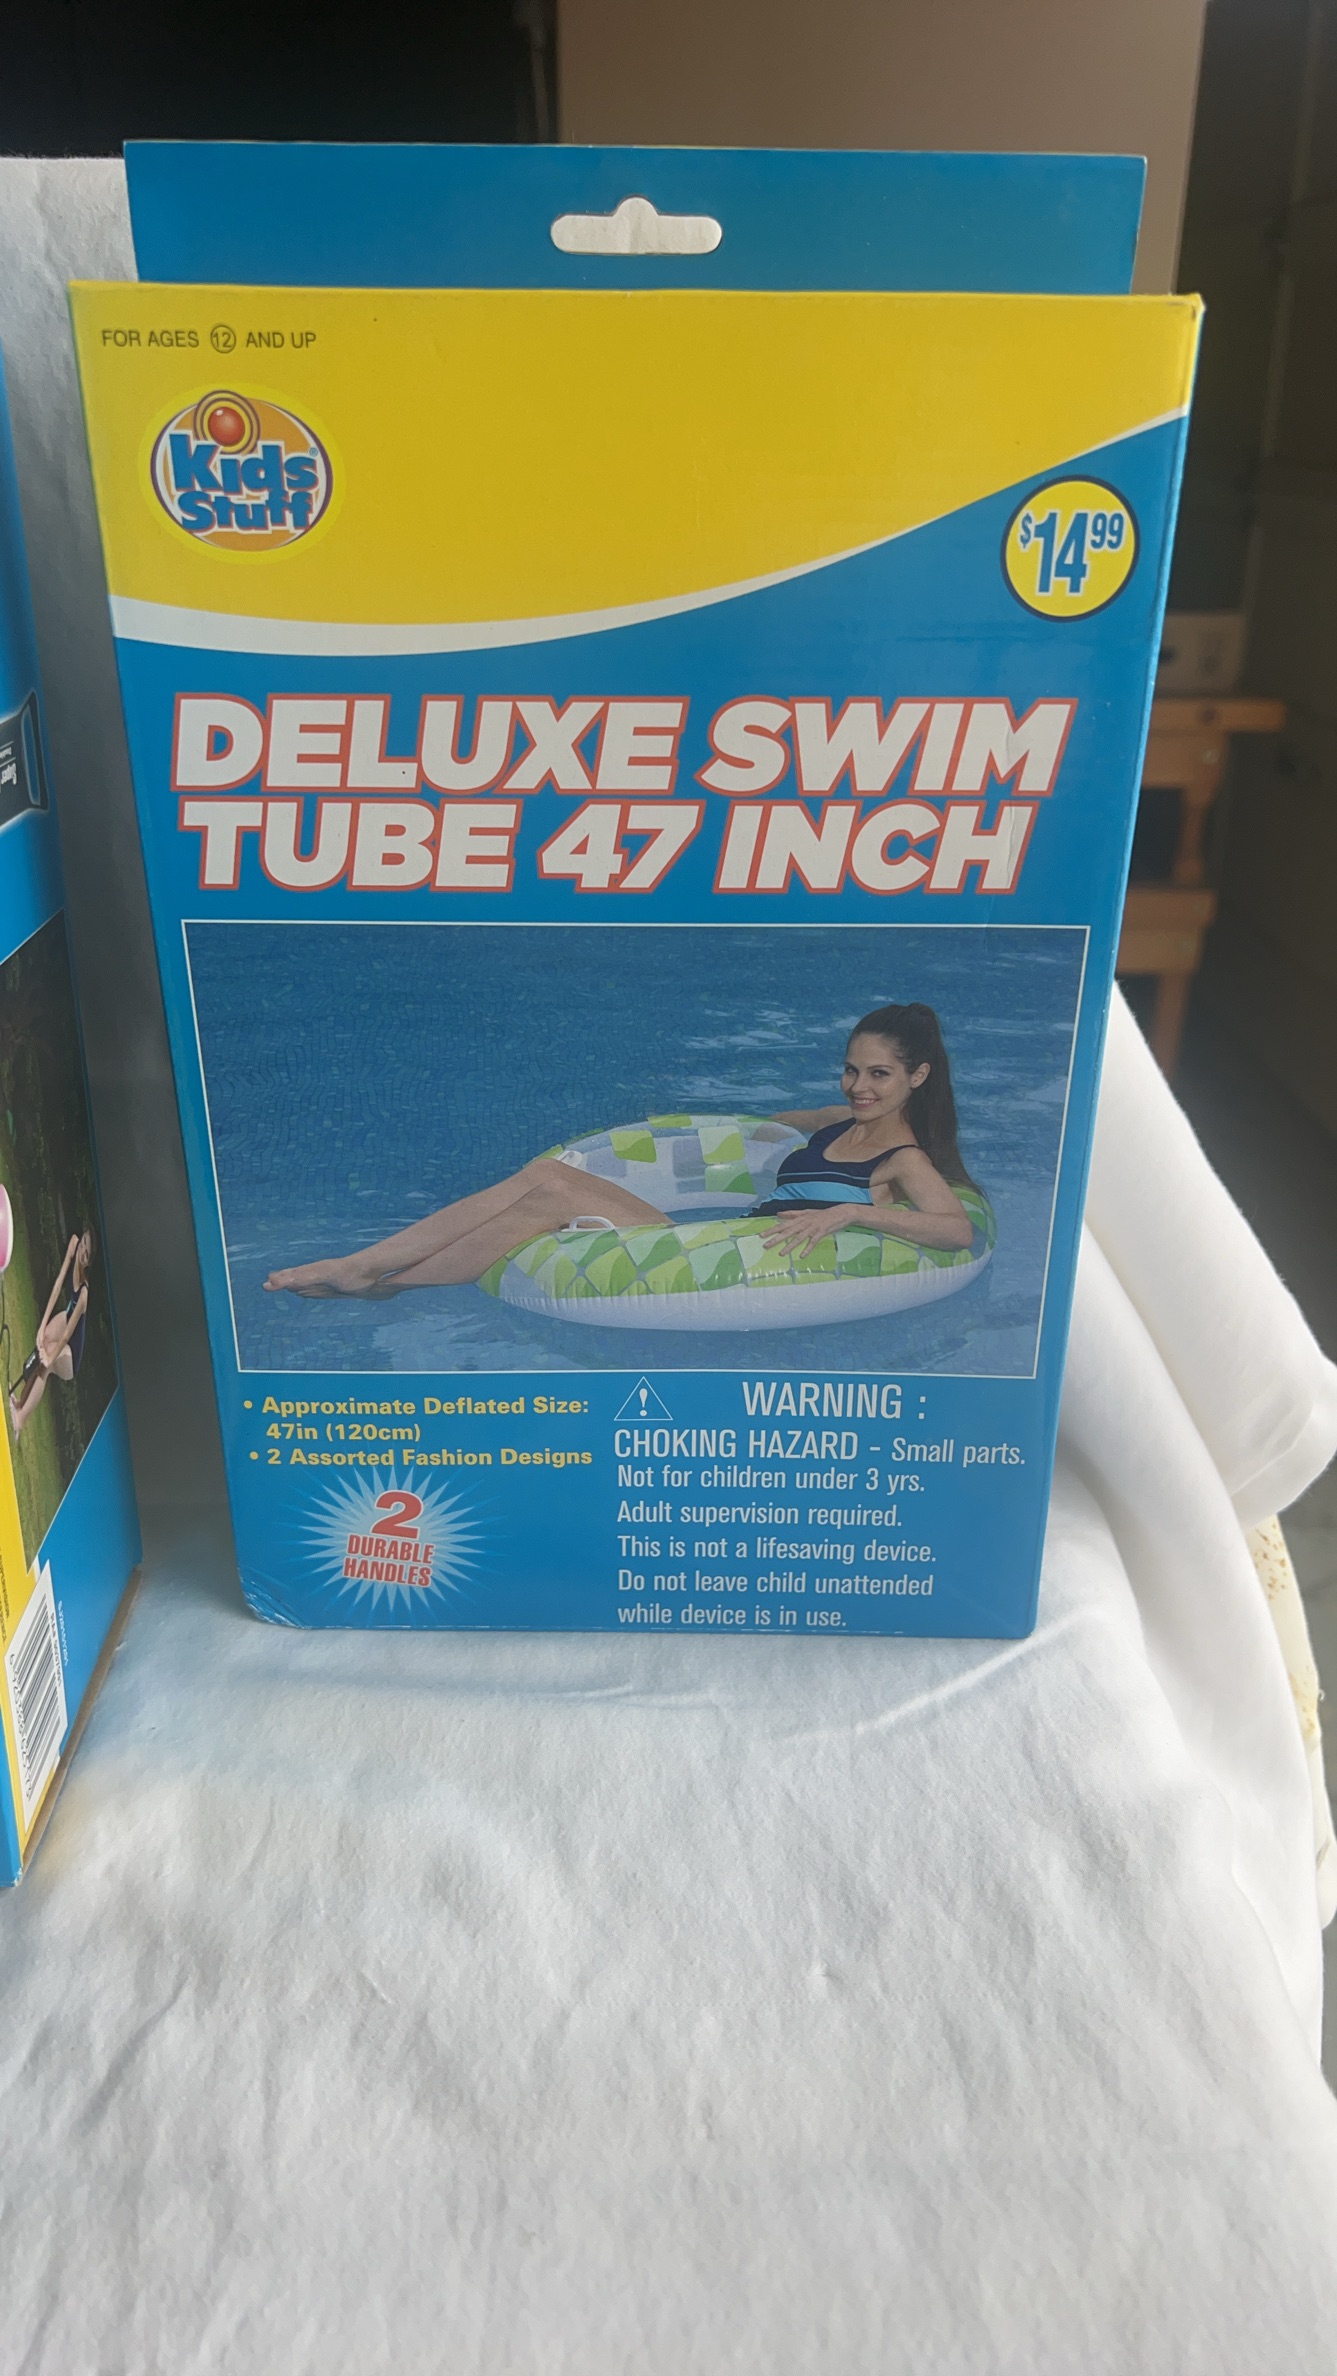 FOR AGES 12 AND UP
Kids
Stuff®
$14.99
DELUXE SWIM
TUBE 47 INCH
• Approximate Deflated Size:
47in (120cm)
• 2 Assorted Fashion Designs
2
DURABLE
HANDLES
WARNING :
CHOKING HAZARD - Small parts.
Not for children under 3 yrs.
Adult supervision required.
This is not a lifesaving device.
Do not leave child unattended
while device is in use.
Super